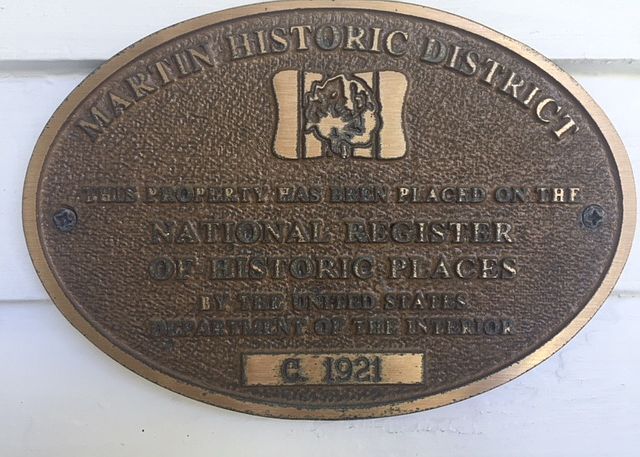 MARTIN HISTORIC DISTRICT
THIS PROPERTY HAS BEEN PLACED ON THE
NATIONAL REGISTER
OF HISTORIC PLACES
BY THE UNITED STATES
DEPARTMENT OF THE INTERIOR
C. 1921